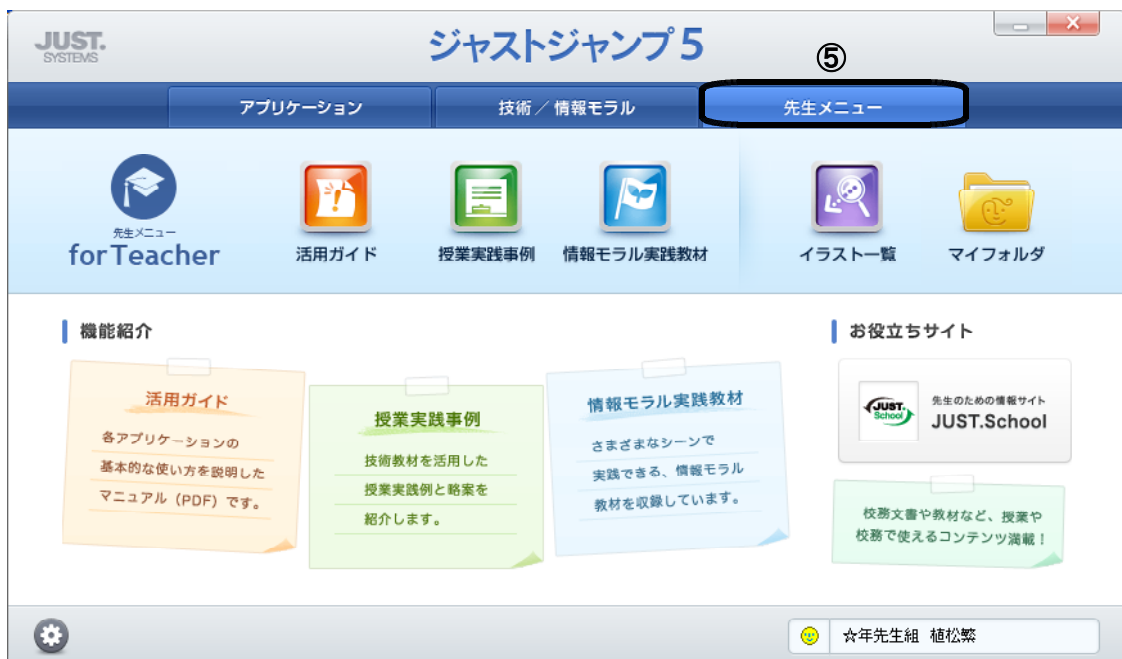 JUST.
SYSTEMS
ジャストジャンプ5
⑤
アプリケーション
技術／情報モラル
先生メニュー
先生メニュー
for Teacher
活用ガイド
授業実践事例
情報モラル実践教材
イラスト一覧
マイフォルダ
機能紹介
活用ガイド
各アプリケーションの
基本的な使い方を説明した
マニュアル（PDF）です。
授業実践事例
技術教材を活用した
授業実践例と略案を
紹介します。
情報モラル実践教材
さまざまなシーンで
実践できる、情報モラル
教材を収録しています。
お役立ちサイト
JUST.
School
先生のための情報サイト
JUST.School
校務文書や教材など、授業や
校務で使えるコンテンツ満載！
☆年先生組 植松繁